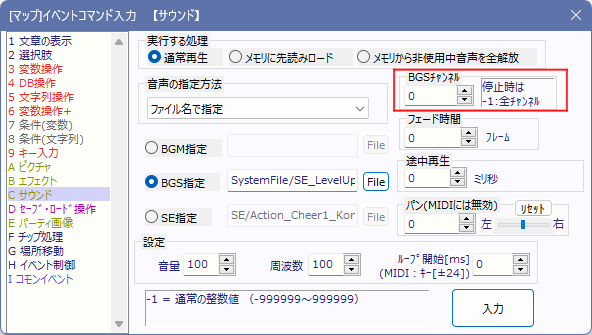 [マップ]イベントコマンド入力 【サウンド】
1 文章の表示
2 選択肢
3 変数操作
4 DB操作
5 文字列操作
6 変数操作+
7 条件(変数)
8 条件(文字列)
9 キー入力
A ピクチャ
B エフェクト
C サウンド
D セーブ・ロード操作
E パーティ画像
F チップ処理
G 場所移動
H イベント制御
I コモンイベント
実行する処理
通常再生 メモリに先読みロード メモリから非使用中音声を全解放
音声の指定方法
ファイル名で指定
BGM指定 File
BGS指定 SystemFile/SE_LevelUp File
SE指定 SE/Action_Cheer1_Kor File
BGSチャンネル
0 停止時は
-1:全チャンネル
フェード時間
0 フレーム
途中再生
0 ミリ秒
パン(MIDIには無効)
0 左 リセット 右
設定
音量 100 周波数 100 ループ開始[ms]
(MIDI:キー[±24]) 0
-1 = 通常の整数値 (-999999~999999)
入力